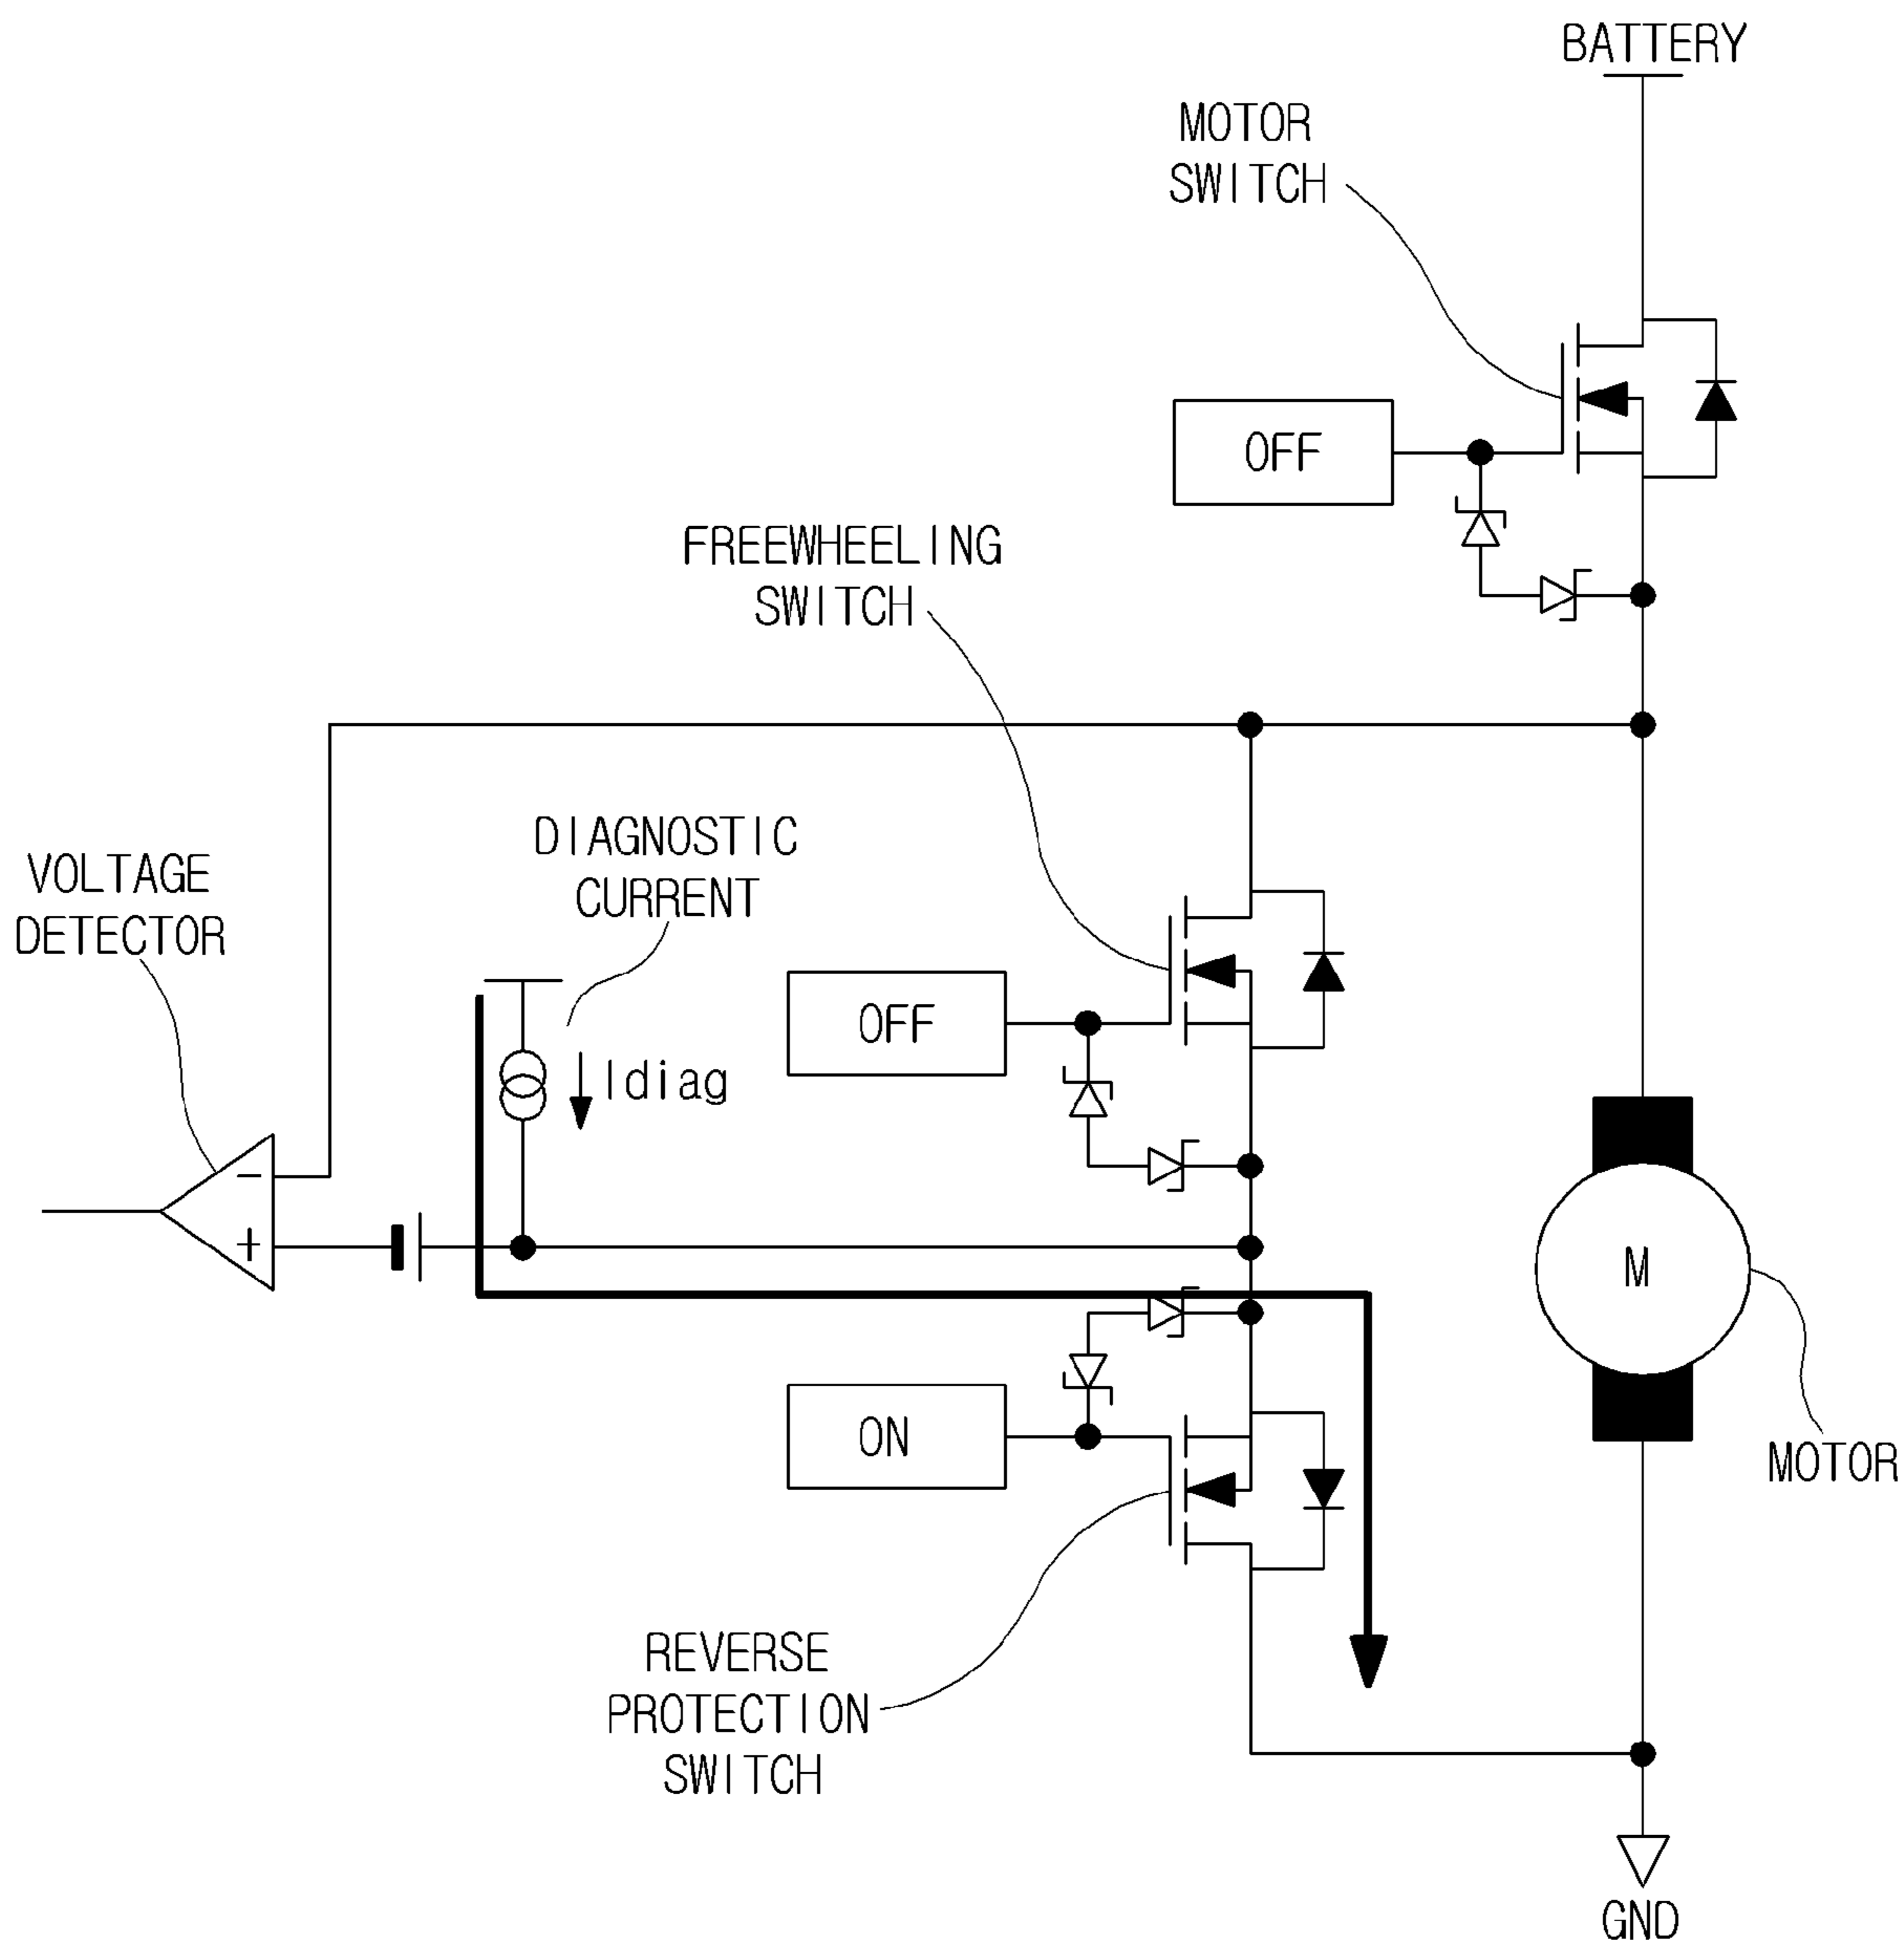 BATTERY
MOTOR
SWITCH
OFF
FREEWHEELING
SWITCH
DIAGNOSTIC
CURRENT
VOLTAGE
DETECTOR
OFF
Idiag
−
+
M
ON
MOTOR
REVERSE
PROTECTION
SWITCH
GND